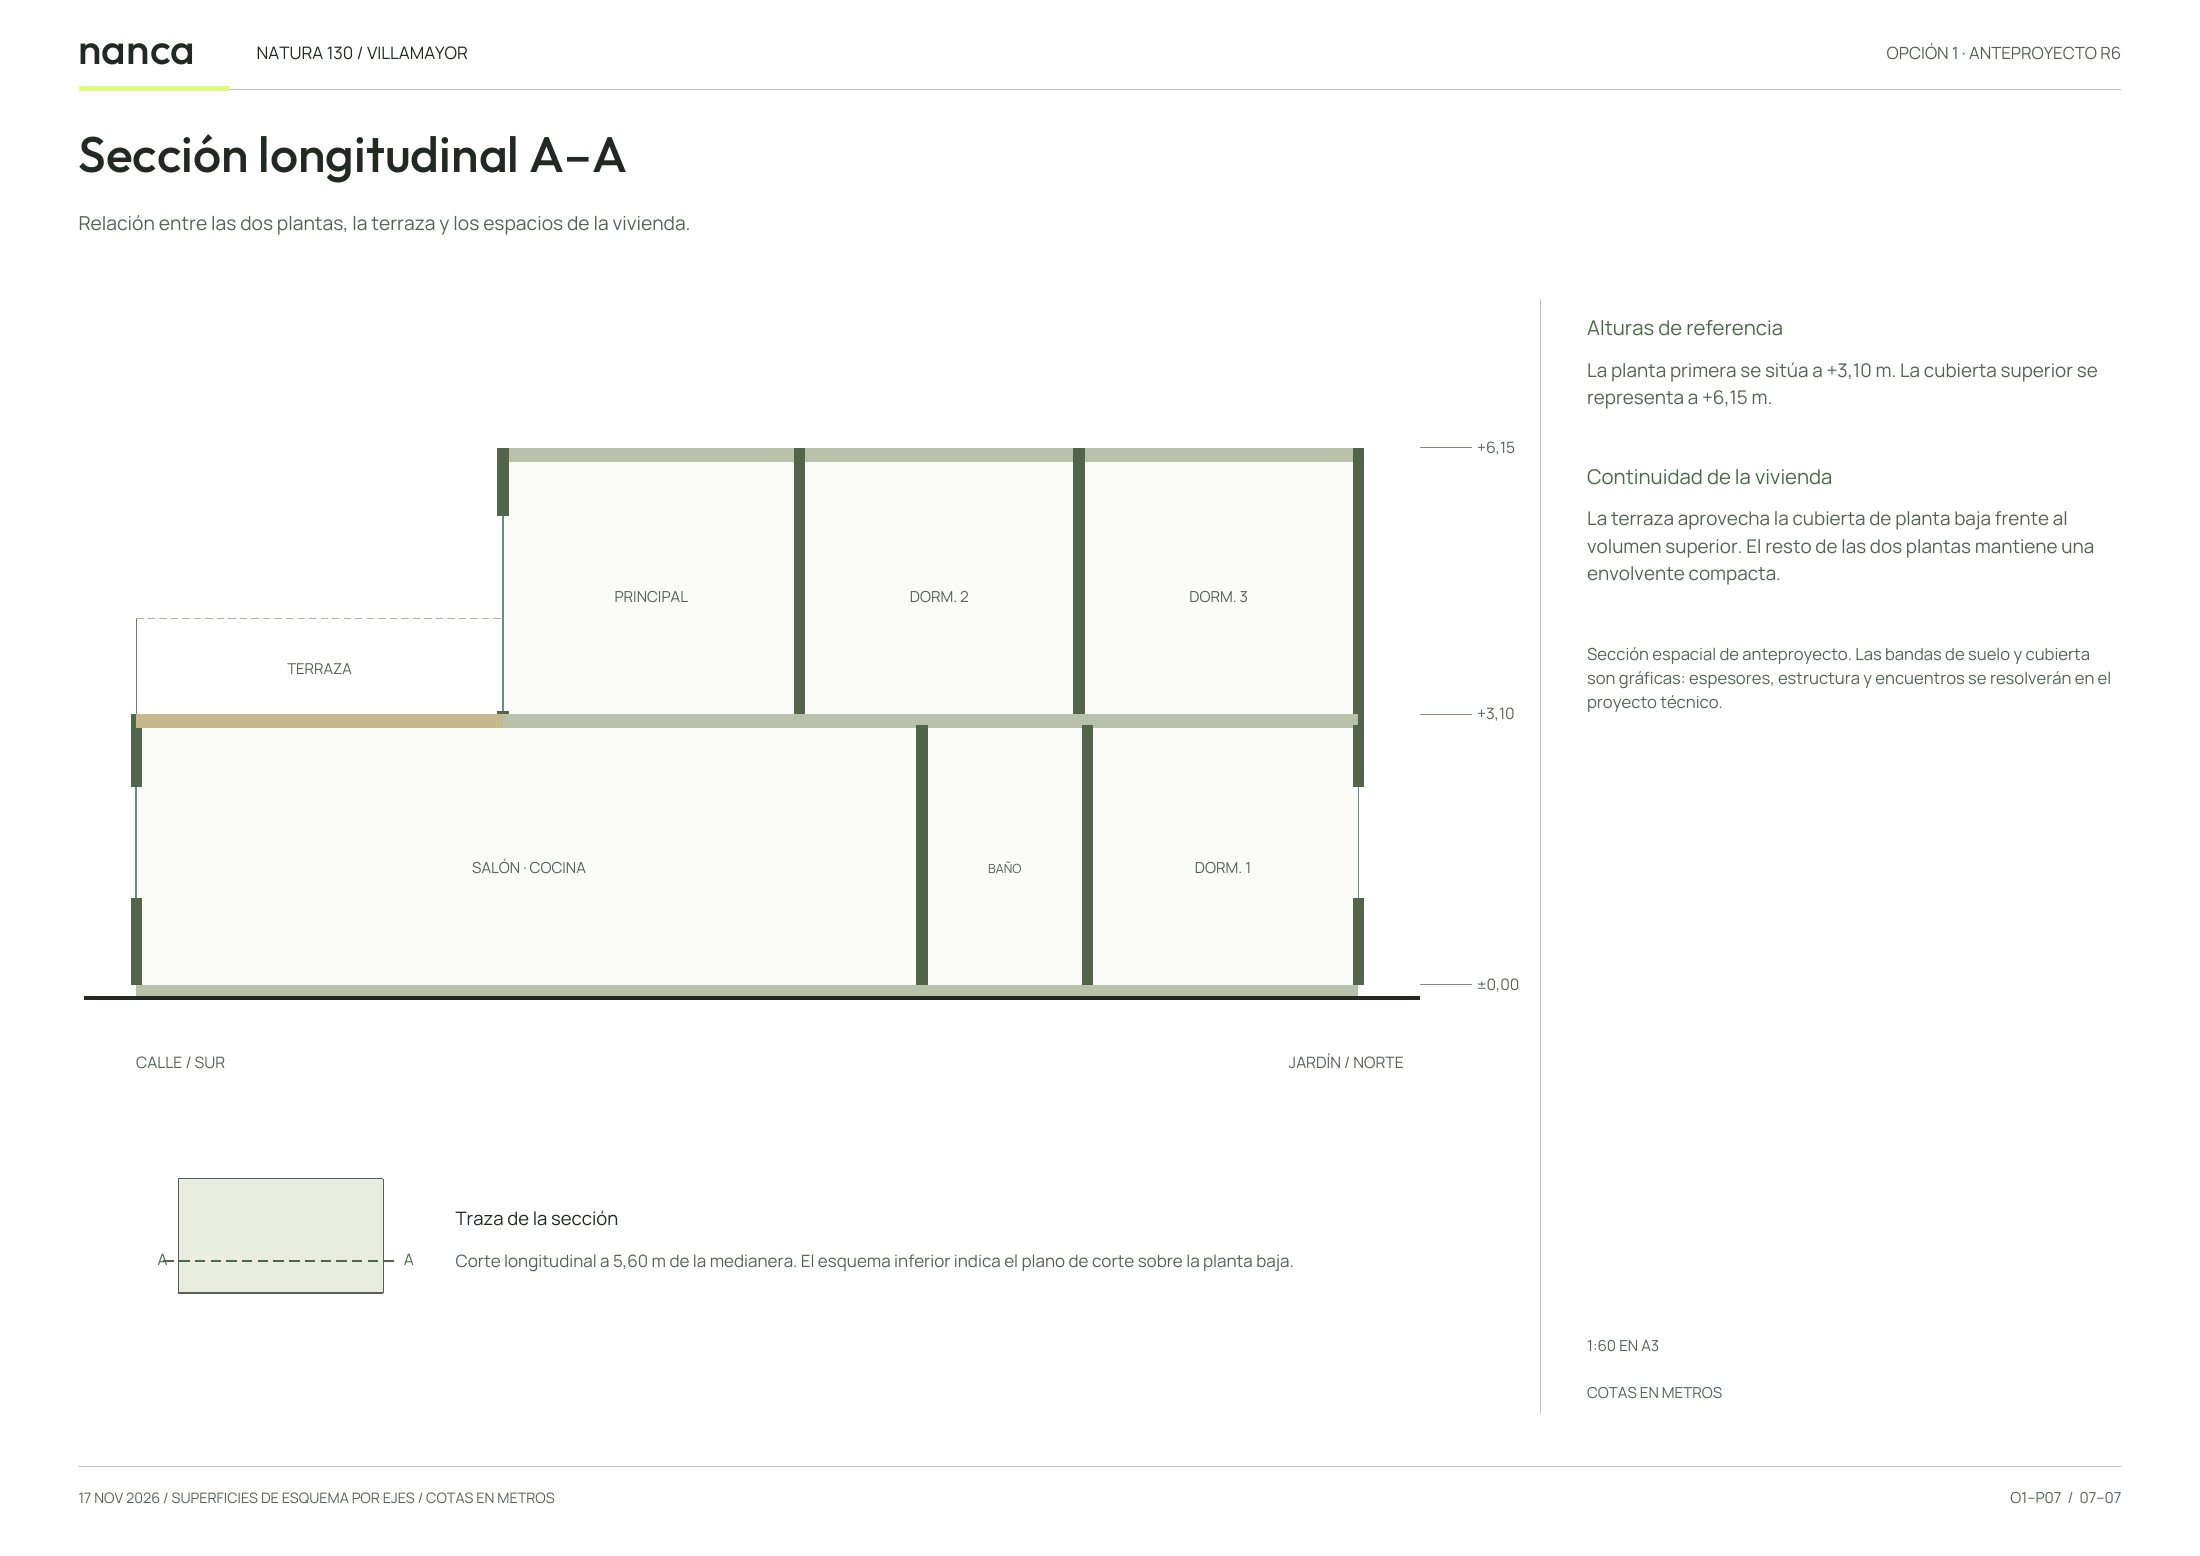 nanca
NATURA 130 / VILLAMAYOR
OPCIÓN 1 · ANTEPROYECTO R6
Sección longitudinal A–A
Relación entre las dos plantas, la terraza y los espacios de la vivienda.
Alturas de referencia
La planta primera se sitúa a +3,10 m. La cubierta superior se
representa a +6,15 m.
Continuidad de la vivienda
La terraza aprovecha la cubierta de planta baja frente al
volumen superior. El resto de las dos plantas mantiene una
envolvente compacta.
Sección espacial de anteproyecto. Las bandas de suelo y cubierta
son gráficas: espesores, estructura y encuentros se resolverán en el
proyecto técnico.
+6,15
PRINCIPAL
DORM. 2
DORM. 3
TERRAZA
+3,10
SALÓN · COCINA
BAÑO
DORM. 1
±0,00
CALLE / SUR
JARDÍN / NORTE
Traza de la sección
A
A
Corte longitudinal a 5,60 m de la medianera. El esquema inferior indica el plano de corte sobre la planta baja.
1:60 EN A3
COTAS EN METROS
17 NOV 2026 / SUPERFICIES DE ESQUEMA POR EJES / COTAS EN METROS
O1–P07 / 07–07